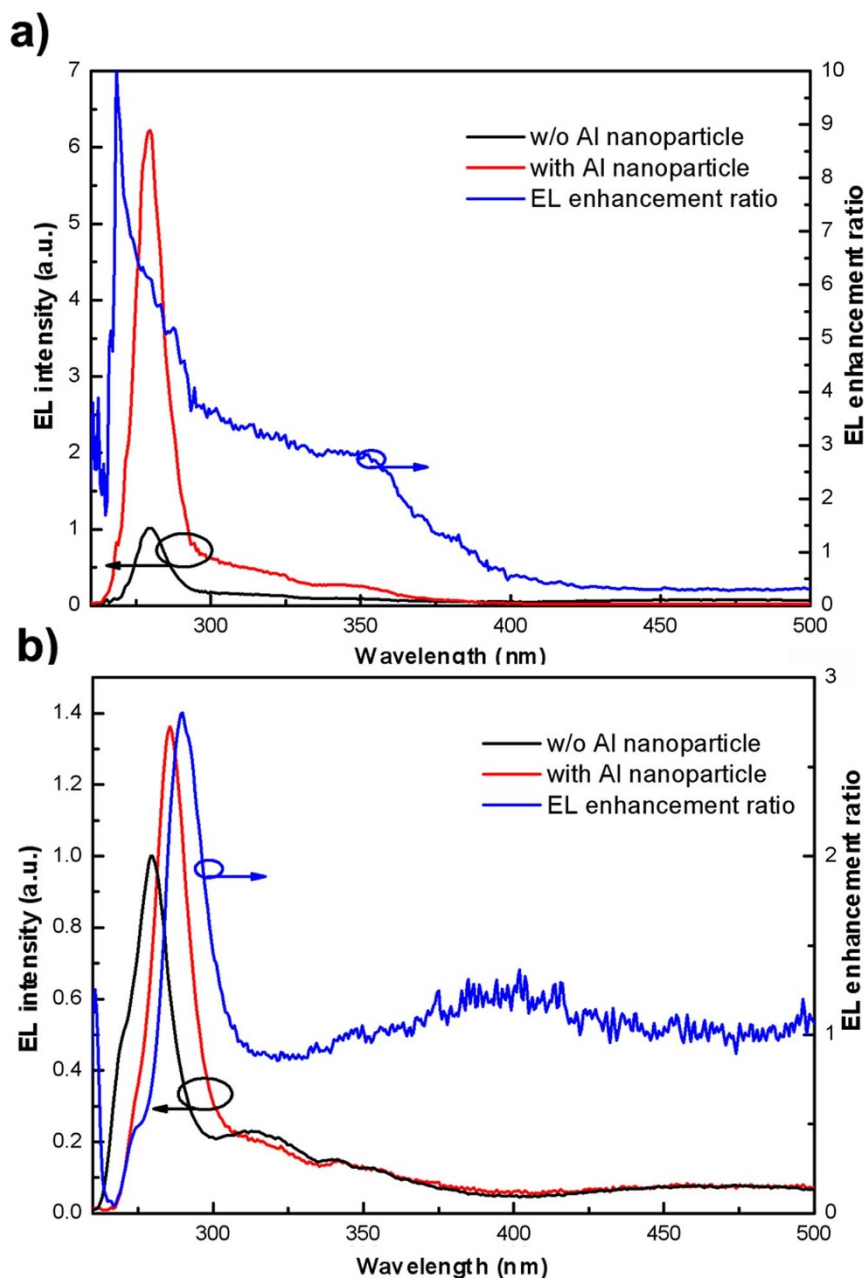 a)
7
6
5
4
3
2
1
0
EL intensity (a.u.)
w/o Al nanoparticle
with Al nanoparticle
EL enhancement ratio
10
9
8
7
6
5
4
3
2
1
0
EL enhancement ratio
300 350 400 450 500
Wavelength (nm)
b)
1.4
1.2
1.0
0.8
0.6
0.4
0.2
0.0
EL intensity (a.u.)
w/o Al nanoparticle
with Al nanoparticle
EL enhancement ratio
3
2
1
0
EL enhancement ratio
300 350 400 450 500
Wavelength (nm)